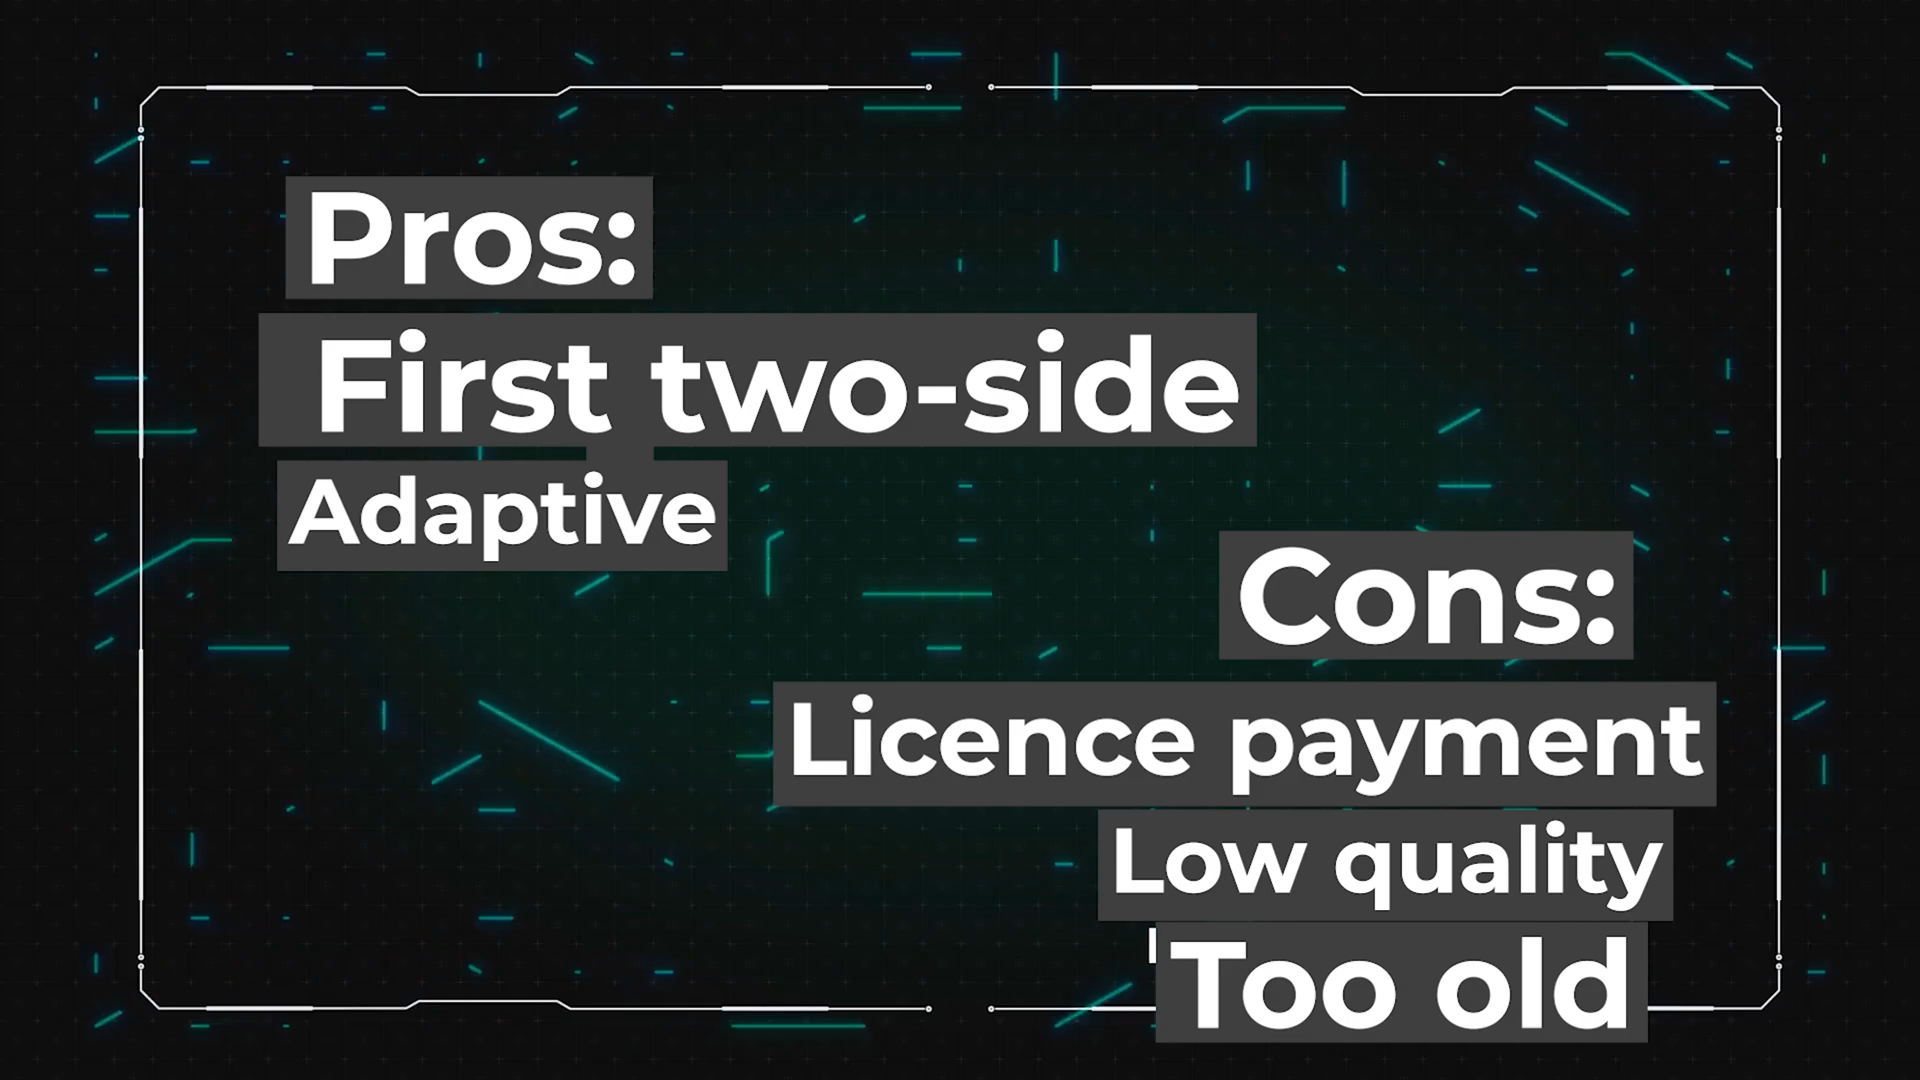 Pros:
First two-side
Adaptive
Cons:
Licence payment
Low quality
Too old